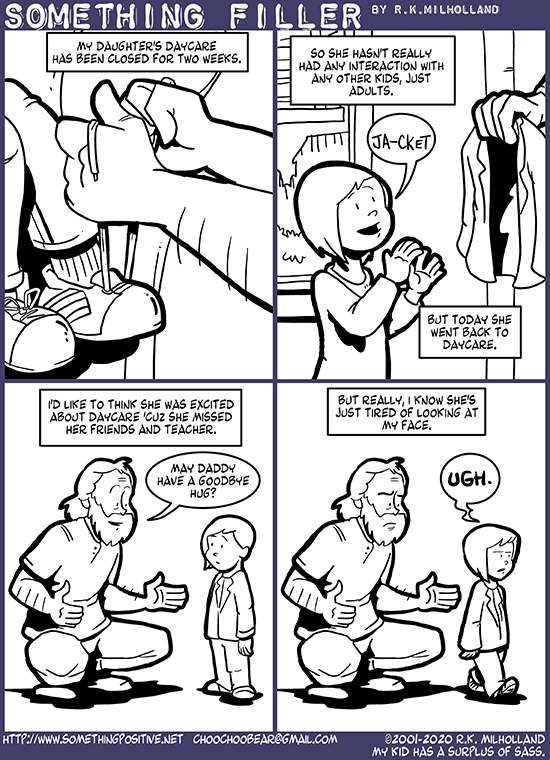 SOMETHING FILLER BY R.K.MILHOLLAND
MY DAUGHTER'S DAYCARE
HAS BEEN CLOSED FOR TWO WEEKS.
SO SHE HASN'T REALLY
HAD ANY INTERACTION WITH
ANY OTHER KIDS, JUST
ADULTS.
JA-CKET
BUT TODAY SHE
WENT BACK TO
DAYCARE.
I'D LIKE TO THINK SHE WAS EXCITED
ABOUT DAYCARE 'CUZ SHE MISSED
HER FRIENDS AND TEACHER.
MAY DADDY
HAVE A GOODBYE
HUG?
BUT REALLY, I KNOW SHE'S
JUST TIRED OF LOOKING AT
MY FACE.
UGH.
HTTP://WWW.SOMETHINGPOSITIVE.NET CHOOCHOOBEAR@GMAIL.COM
©2001-2020 R.K. MILHOLLAND
MY KID HAS A SURPLUS OF SASS.